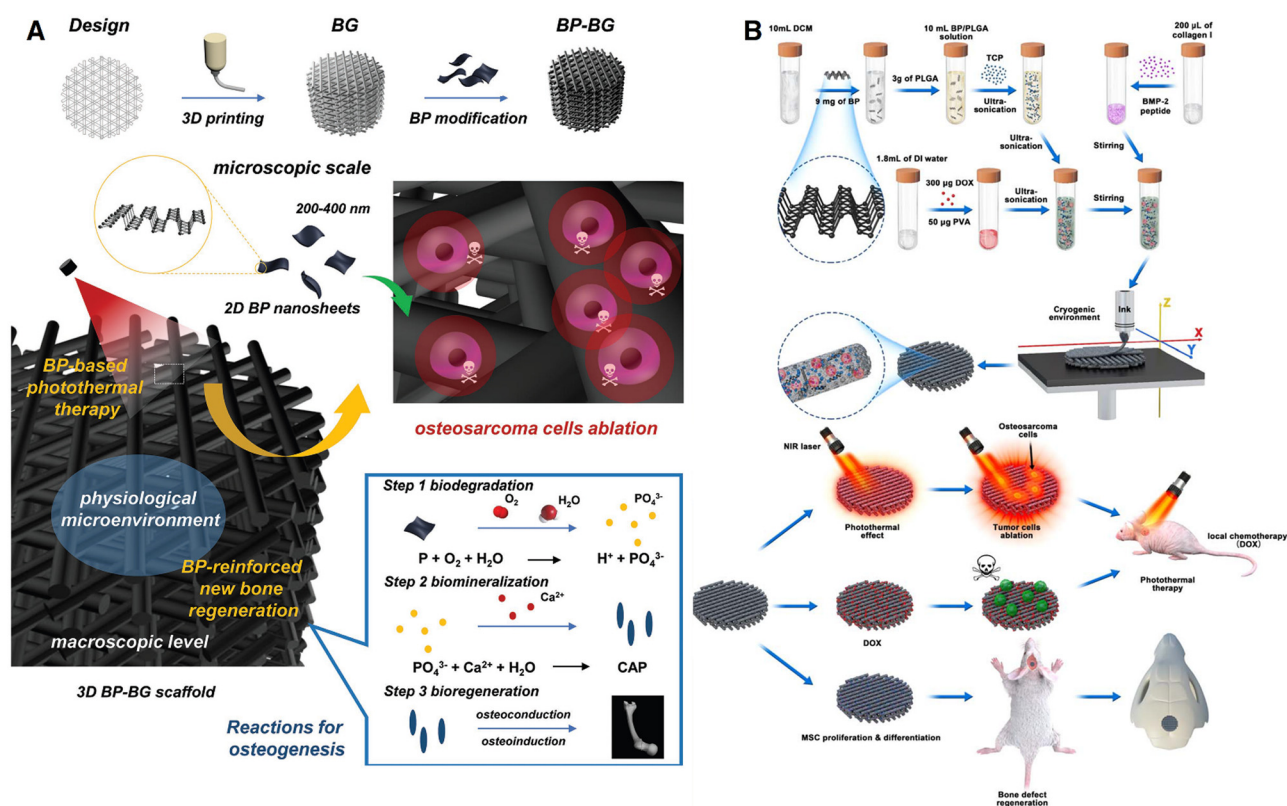 A
Design
BG
BP-BG
3D printing
BP modification
microscopic scale
200-400 nm
2D BP nanosheets
BP-based
photothermal
therapy
osteosarcoma cells ablation
physiological
microenvironment
BP-reinforced
new bone
regeneration
macroscopic level
3D BP-BG scaffold
Reactions for
osteogenesis
Step 1 biodegradation
O₂
H₂O
PO₄³⁻
P + O₂ + H₂O
H⁺ + PO₄³⁻
Step 2 biomineralization
Ca²⁺
PO₄³⁻ + Ca²⁺ + H₂O
CAP
Step 3 bioregeneration
osteoconduction
osteoinduction
B
10mL DCM
9 mg of BP
3g of PLGA
10 mL BP/PLGA
solution
TCP
Ultra-
sonication
200 µL of
collagen I
BMP-2
peptide
Ultra-
sonication
Stirring
1.8mL of DI water
300 µg DOX
50 µg PVA
Ultra-
sonication
Stirring
Cryogenic
environment
Ink
Z
X
Y
NIR laser
Photothermal
effect
Osteosarcoma
cells
Tumor cells
ablation
local chemotherapy
(DOX)
Photothermal
therapy
DOX
MSC proliferation & differentiation
Bone defect
regeneration